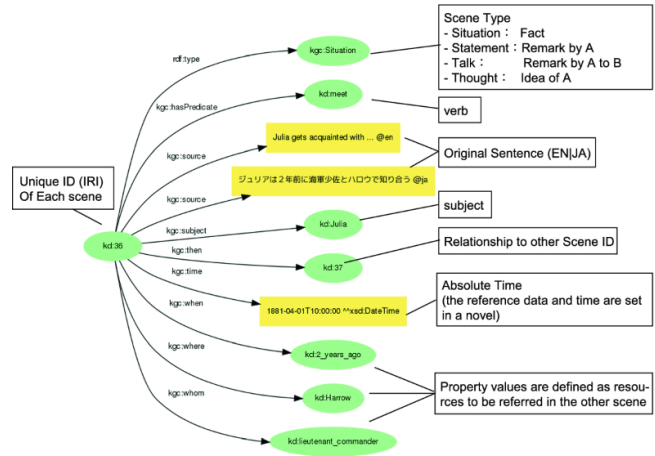 Scene Type
- Situation： Fact
- Statement：Remark by A
- Talk： Remark by A to B
- Thought： Idea of A
kgc:Situation
rdf:type
kd:meet
kgc:hasPredicate
verb
Julia gets acquainted with ... @en
kgc:source
Original Sentence (EN|JA)
ジュリアは２年前に海軍少佐とハロウで知り合う @ja
kgc:source
Unique ID (IRI)
Of Each scene
kd:36
kgc:subject
kd:Julia
subject
kgc:then
kd:37
Relationship to other Scene ID
kgc:time
1881-04-01T10:00:00 ^^xsd:DateTime
Absolute Time
(the reference data and time are set
in a novel)
kgc:when
kd:2_years_ago
kgc:where
kd:Harrow
Property values are defined as resou-
rces to be referred in the other scene
kgc:whom
kd:lieutenant_commander